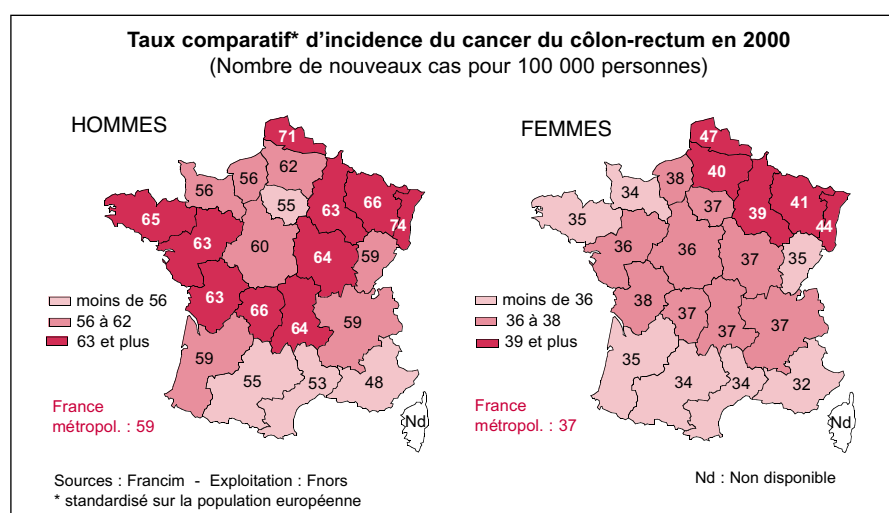 Taux comparatif* d'incidence du cancer du côlon-rectum en 2000
(Nombre de nouveaux cas pour 100 000 personnes)
HOMMES
71
62
56
56
55
63
66
74
65
63
60
64
59
63
66
64
59
59
55
53
48
Nd
moins de 56
56 à 62
63 et plus
France
métropol. : 59
FEMMES
47
40
38
34
37
39
41
44
35
36
36
37
35
38
37
37
37
35
34
34
32
Nd
moins de 36
36 à 38
39 et plus
France
métropol. : 37
Sources : Francim - Exploitation : Fnors
* standardisé sur la population européenne
Nd : Non disponible